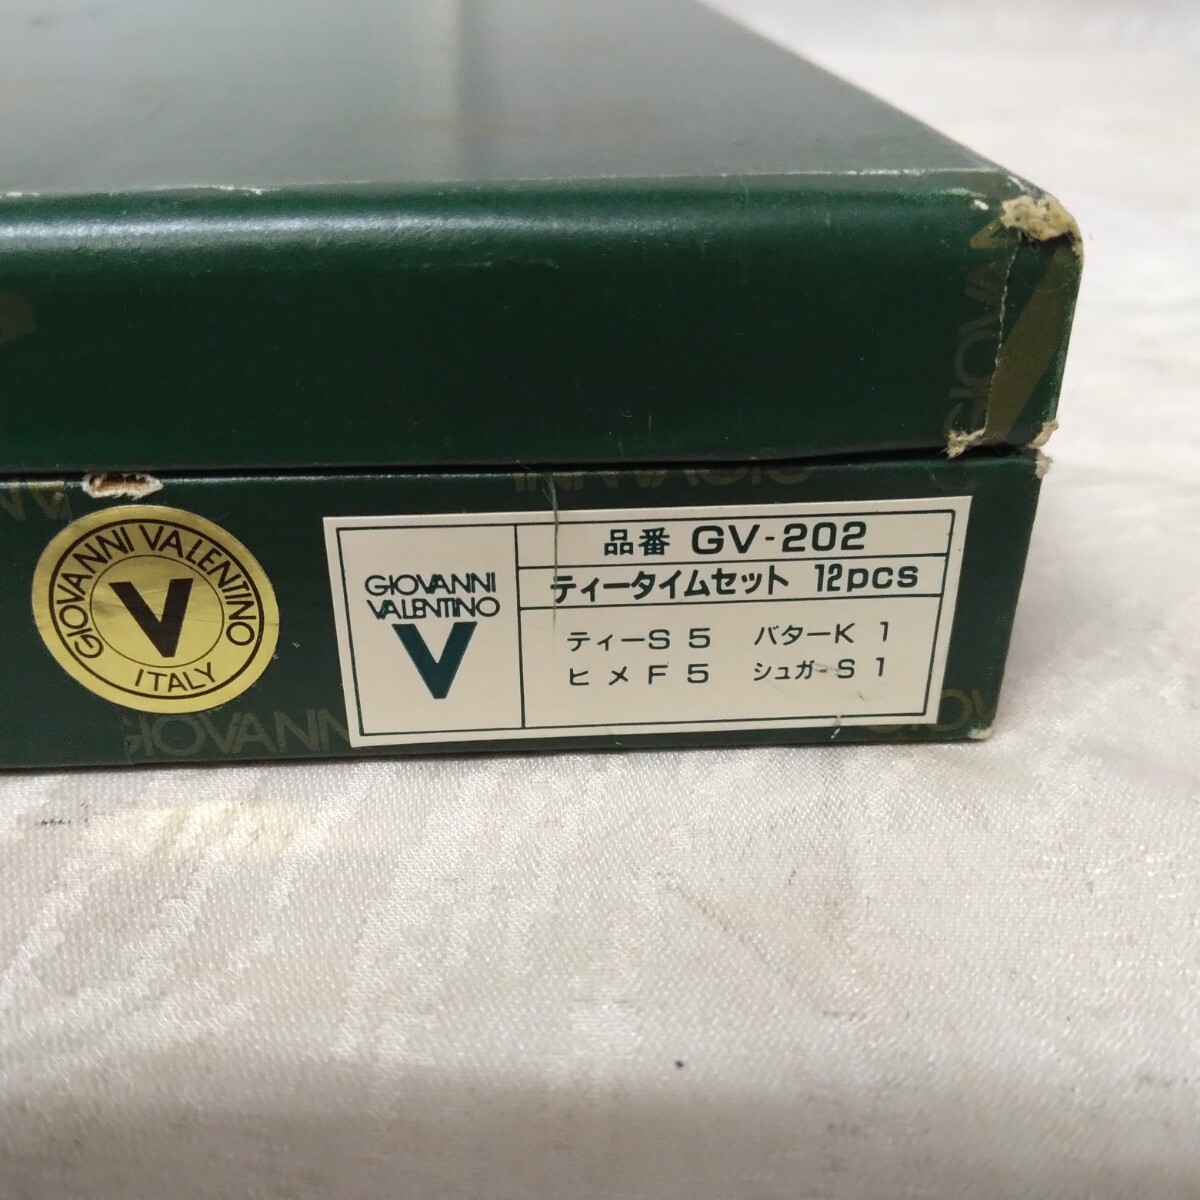 GIOVANNI VALENTINO
V
ITALY
GIOVANNI
VALENTINO
V
品番 GV-202
ティータイムセット 12pcs
ティーS 5 バターK 1
ヒメF 5 シュガーS 1
GIOVANNI